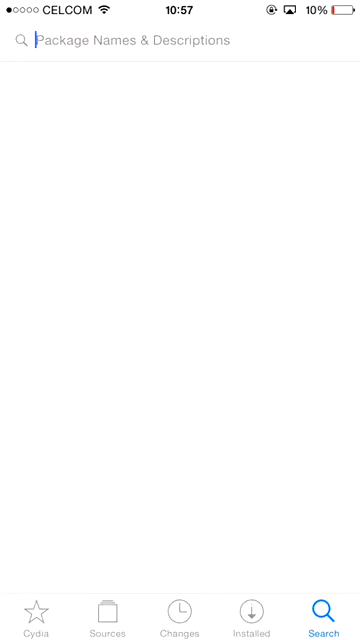 CELCOM 10:57 10%
Package Names & Descriptions
Cydia Sources Changes Installed Search